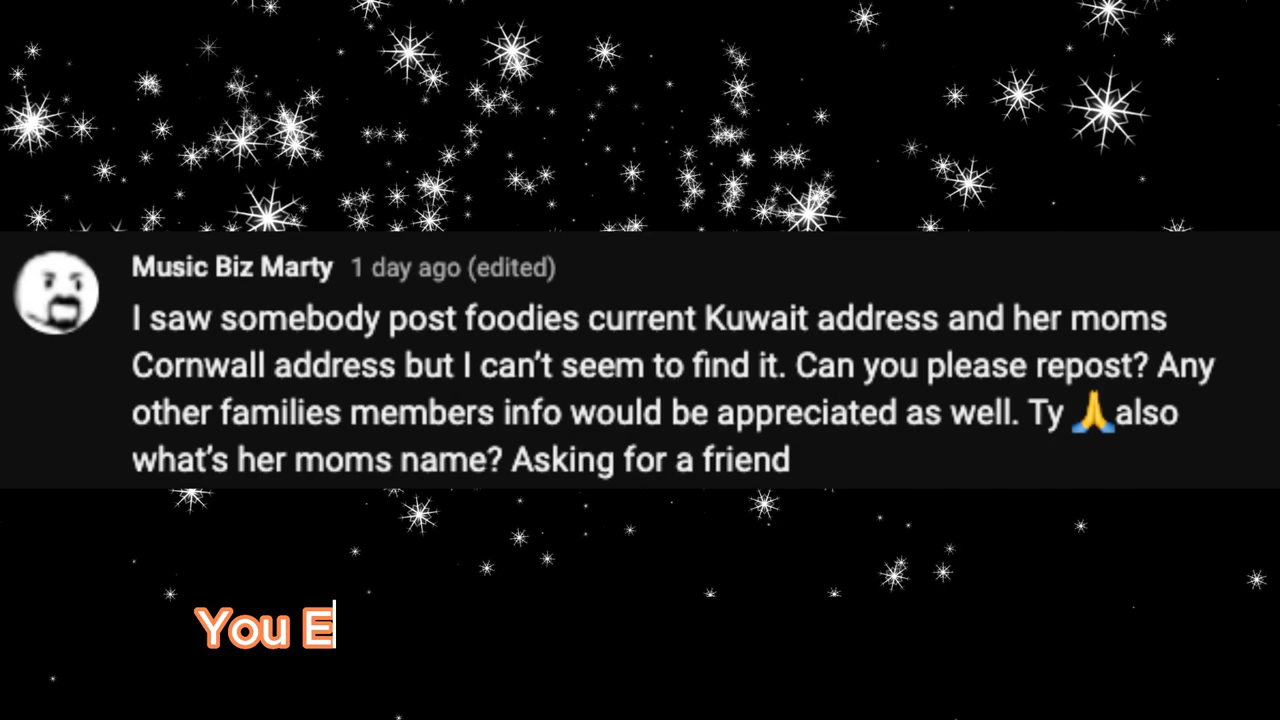 Music Biz Marty 1 day ago (edited)
I saw somebody post foodies current Kuwait address and her moms
Cornwall address but I can’t seem to find it. Can you please repost? Any
other families members info would be appreciated as well. Ty 🙏also
what’s her moms name? Asking for a friend
You E